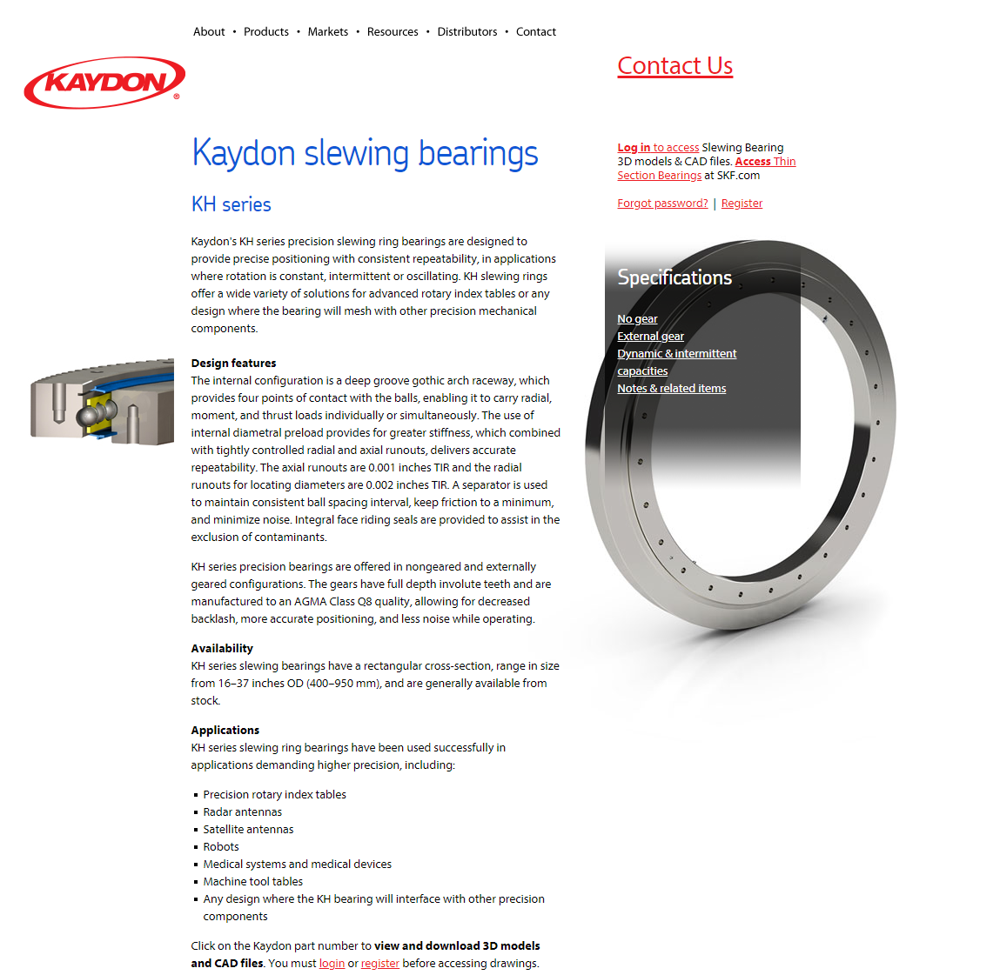 About • Products • Markets • Resources • Distributors • Contact
KAYDON®
Contact Us
Kaydon slewing bearings
KH series
Kaydon's KH series precision slewing ring bearings are designed to
provide precise positioning with consistent repeatability, in applications
where rotation is constant, intermittent or oscillating. KH slewing rings
offer a wide variety of solutions for advanced rotary index tables or any
design where the bearing will mesh with other precision mechanical
components.
Design features
The internal configuration is a deep groove gothic arch raceway, which
provides four points of contact with the balls, enabling it to carry radial,
moment, and thrust loads individually or simultaneously. The use of
internal diametral preload provides for greater stiffness, which combined
with tightly controlled radial and axial runouts, delivers accurate
repeatability. The axial runouts are 0.001 inches TIR and the radial
runouts for locating diameters are 0.002 inches TIR. A separator is used
to maintain consistent ball spacing interval, keep friction to a minimum,
and minimize noise. Integral face riding seals are provided to assist in the
exclusion of contaminants.
KH series precision bearings are offered in nongeared and externally
geared configurations. The gears have full depth involute teeth and are
manufactured to an AGMA Class Q8 quality, allowing for decreased
backlash, more accurate positioning, and less noise while operating.
Availability
KH series slewing bearings have a rectangular cross-section, range in size
from 16–37 inches OD (400–950 mm), and are generally available from
stock.
Applications
KH series slewing ring bearings have been used successfully in
applications demanding higher precision, including:
▪ Precision rotary index tables
▪ Radar antennas
▪ Satellite antennas
▪ Robots
▪ Medical systems and medical devices
▪ Machine tool tables
▪ Any design where the KH bearing will interface with other precision
components
Click on the Kaydon part number to view and download 3D models
and CAD files. You must login or register before accessing drawings.
Log in to access Slewing Bearing
3D models & CAD files. Access Thin
Section Bearings at SKF.com
Forgot password? | Register
Specifications
No gear
External gear
Dynamic & intermittent
capacities
Notes & related items